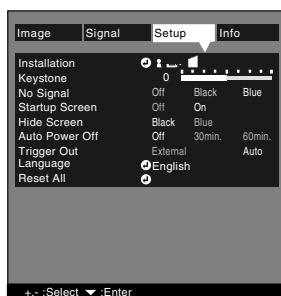 Image Signal Setup Info
Installation
Keystone 0
No Signal Off Black Blue
Startup Screen Off On
Hide Screen Black Blue
Auto Power Off Off 30min. 60min.
Trigger Out External Auto
Language English
Reset All
+,- :Select ▼ :Enter